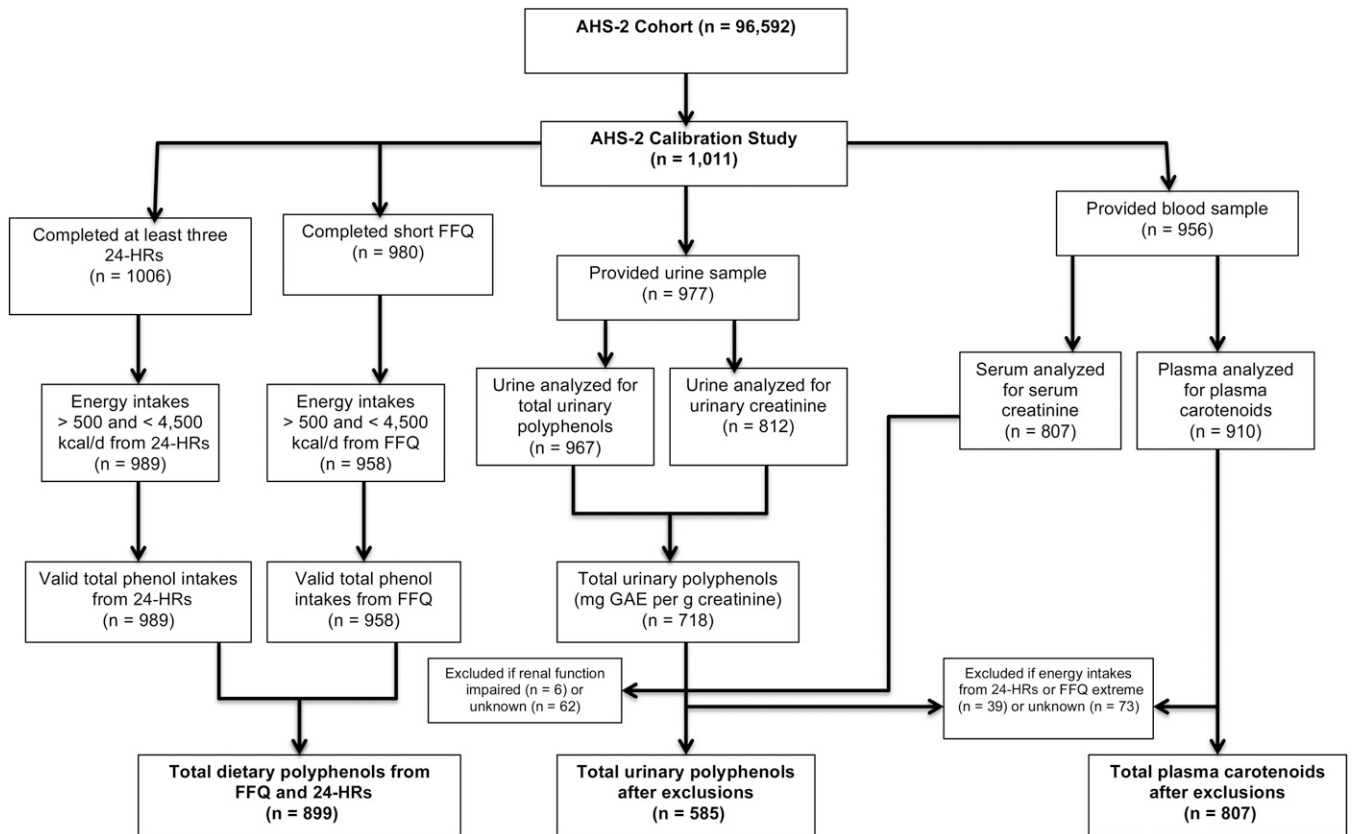 AHS-2 Cohort (n = 96,592)
AHS-2 Calibration Study
(n = 1,011)
Completed at least three
24-HRs
(n = 1006)
Completed short FFQ
(n = 980)
Provided urine sample
(n = 977)
Provided blood sample
(n = 956)
Energy intakes
> 500 and < 4,500
kcal/d from 24-HRs
(n = 989)
Energy intakes
> 500 and < 4,500
kcal/d from FFQ
(n = 958)
Urine analyzed for
total urinary
polyphenols
(n = 967)
Urine analyzed for
urinary creatinine
(n = 812)
Serum analyzed
for serum
creatinine
(n = 807)
Plasma analyzed
for plasma
carotenoids
(n = 910)
Valid total phenol intakes
from 24-HRs
(n = 989)
Valid total phenol
intakes from FFQ
(n = 958)
Total urinary polyphenols
(mg GAE per g creatinine)
(n = 718)
Excluded if renal function
impaired (n = 6) or
unknown (n = 62)
Excluded if energy intakes
from 24-HRs or FFQ extreme
(n = 39) or unknown (n = 73)
Total dietary polyphenols from
FFQ and 24-HRs
(n = 899)
Total urinary polyphenols
after exclusions
(n = 585)
Total plasma carotenoids
after exclusions
(n = 807)